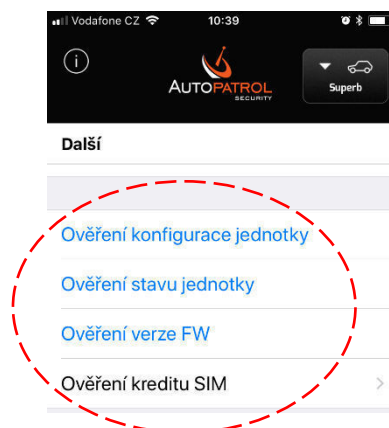 Vodafone CZ 10:39
AUTOPATROL
SECURITY
Superb
Další
Ověření konfigurace jednotky
Ověření stavu jednotky
Ověření verze FW
Ověření kreditu SIM